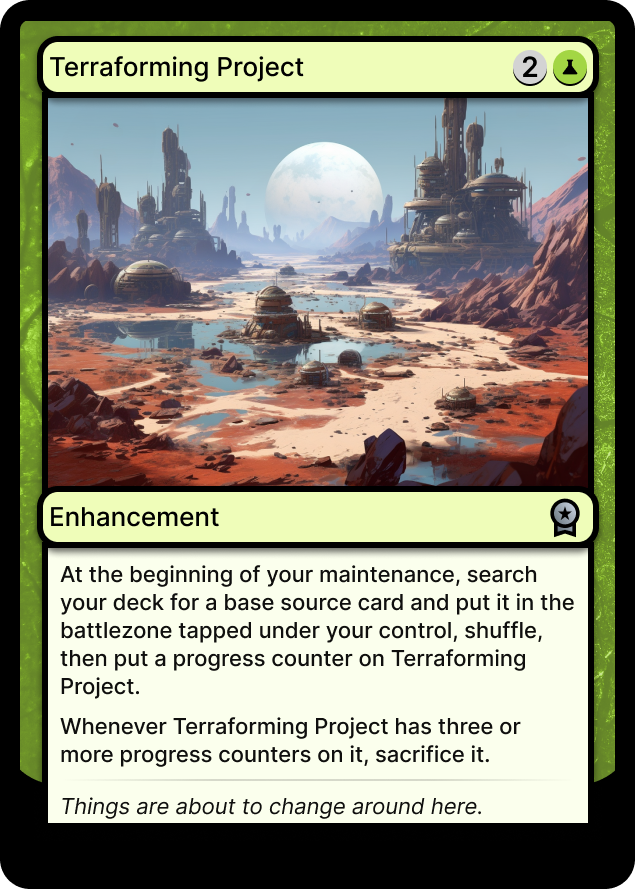 Terraforming Project
2
Enhancement
At the beginning of your maintenance, search
your deck for a base source card and put it in the
battlezone tapped under your control, shuffle,
then put a progress counter on Terraforming
Project.
Whenever Terraforming Project has three or
more progress counters on it, sacrifice it.
Things are about to change around here.